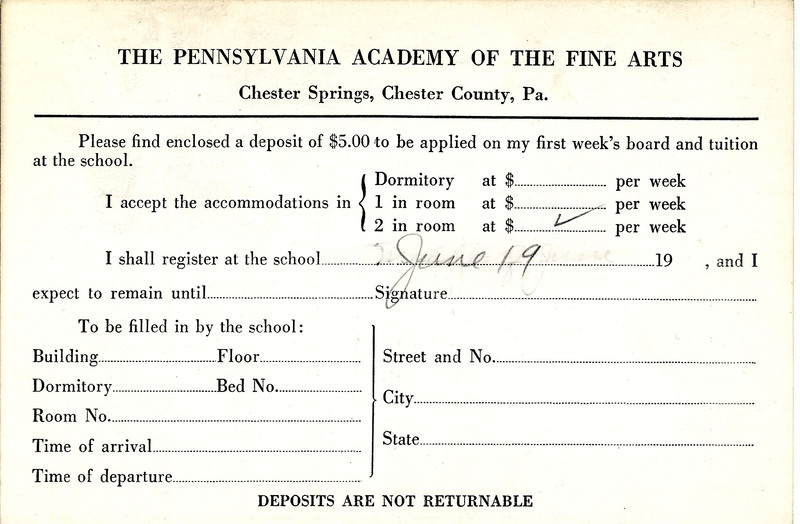 THE PENNSYLVANIA ACADEMY OF THE FINE ARTS
Chester Springs, Chester County, Pa.
Please find enclosed a deposit of $5.00 to be applied on my first week's board and tuition
at the school.
I accept the accommodations in
Dormitory at $ per week
1 in room at $ per week
2 in room at $ ✓ per week
I shall register at the school June 19 19 , and I
expect to remain until Signature
To be filled in by the school:
Building Floor
Dormitory Bed No.
Room No.
Time of arrival
Time of departure
Street and No.
City
State
DEPOSITS ARE NOT RETURNABLE